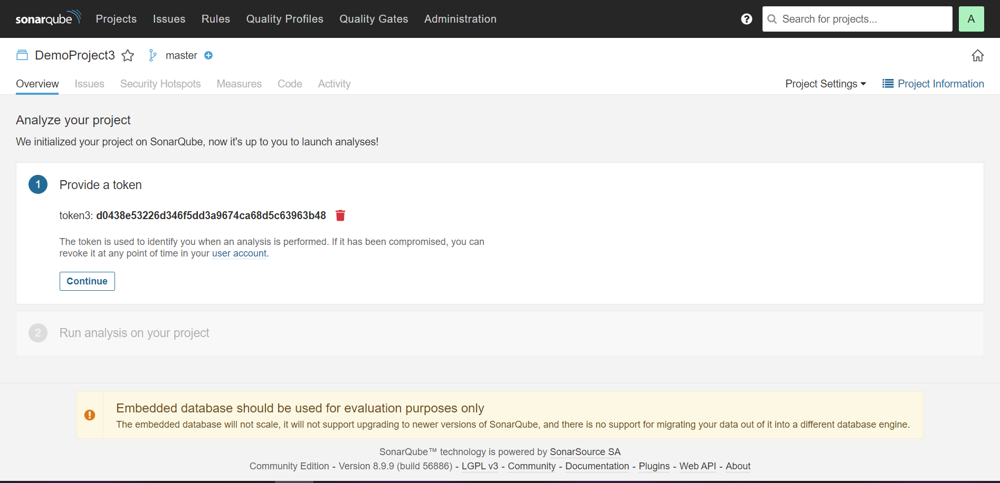 sonarqube Projects Issues Rules Quality Profiles Quality Gates Administration ? Search for projects... A
DemoProject3 master
Overview Issues Security Hotspots Measures Code Activity Project Settings Project Information
Analyze your project
We initialized your project on SonarQube, now it's up to you to launch analyses!
1 Provide a token
token3: d0438e53226d346f5dd3a9674ca68d5c63963b48
The token is used to identify you when an analysis is performed. If it has been compromised, you can
revoke it at any point of time in your user account.
Continue
2 Run analysis on your project
Embedded database should be used for evaluation purposes only
The embedded database will not scale, it will not support upgrading to newer versions of SonarQube, and there is no support for migrating your data out of it into a different database engine.
SonarQube™ technology is powered by SonarSource SA
Community Edition - Version 8.9.9 (build 56886) - LGPL v3 - Community - Documentation - Plugins - Web API - About